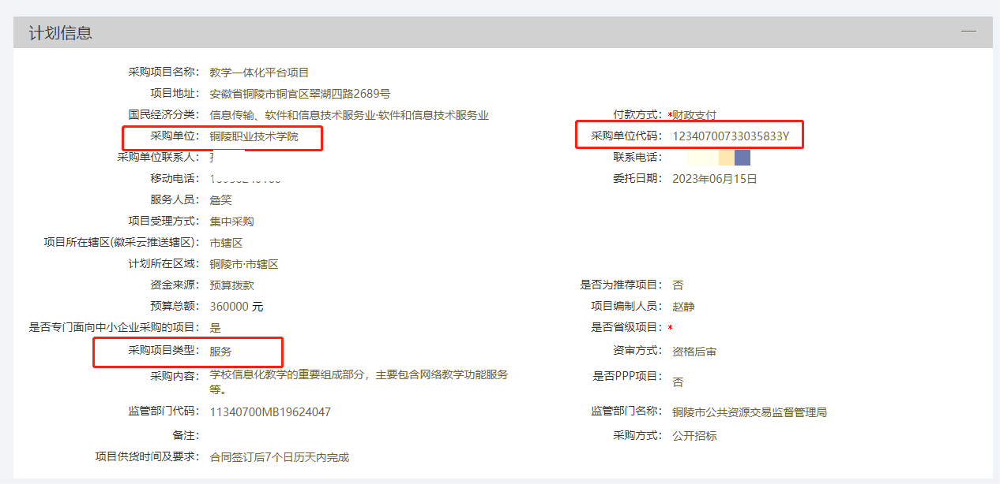 计划信息
采购项目名称： 教学一体化平台项目
项目地址： 安徽省铜陵市铜官区翠湖四路2689号
国民经济分类： 信息传输、软件和信息技术服务业·软件和信息技术服务业 付款方式：*财政支付
采购单位： 铜陵职业技术学院 采购单位代码： 12340700733035833Y
采购单位联系人： 联系电话：
移动电话： 委托日期： 2023年06月15日
服务人员： 詹笑
项目受理方式： 集中采购
项目所在辖区(徽采云推送辖区)： 市辖区
计划所在区域： 铜陵市·市辖区
资金来源： 预算拨款 是否为推荐项目： 否
预算总额： 360000 元 项目编制人员： 赵静
是否专门面向中小企业采购的项目： 是 是否省级项目：*
采购项目类型： 服务 资审方式： 资格后审
采购内容： 学校信息化教学的重要组成部分，主要包含网络教学功能服务 是否PPP项目： 否
等。
监管部门代码： 11340700MB19624047 监管部门名称： 铜陵市公共资源交易监督管理局
备注： 采购方式： 公开招标
项目供货时间及要求： 合同签订后7个日历天内完成